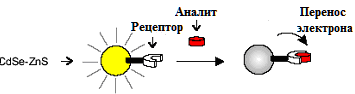 Аналит
Рецептор
Перенос
электрона
CdSe-ZnS